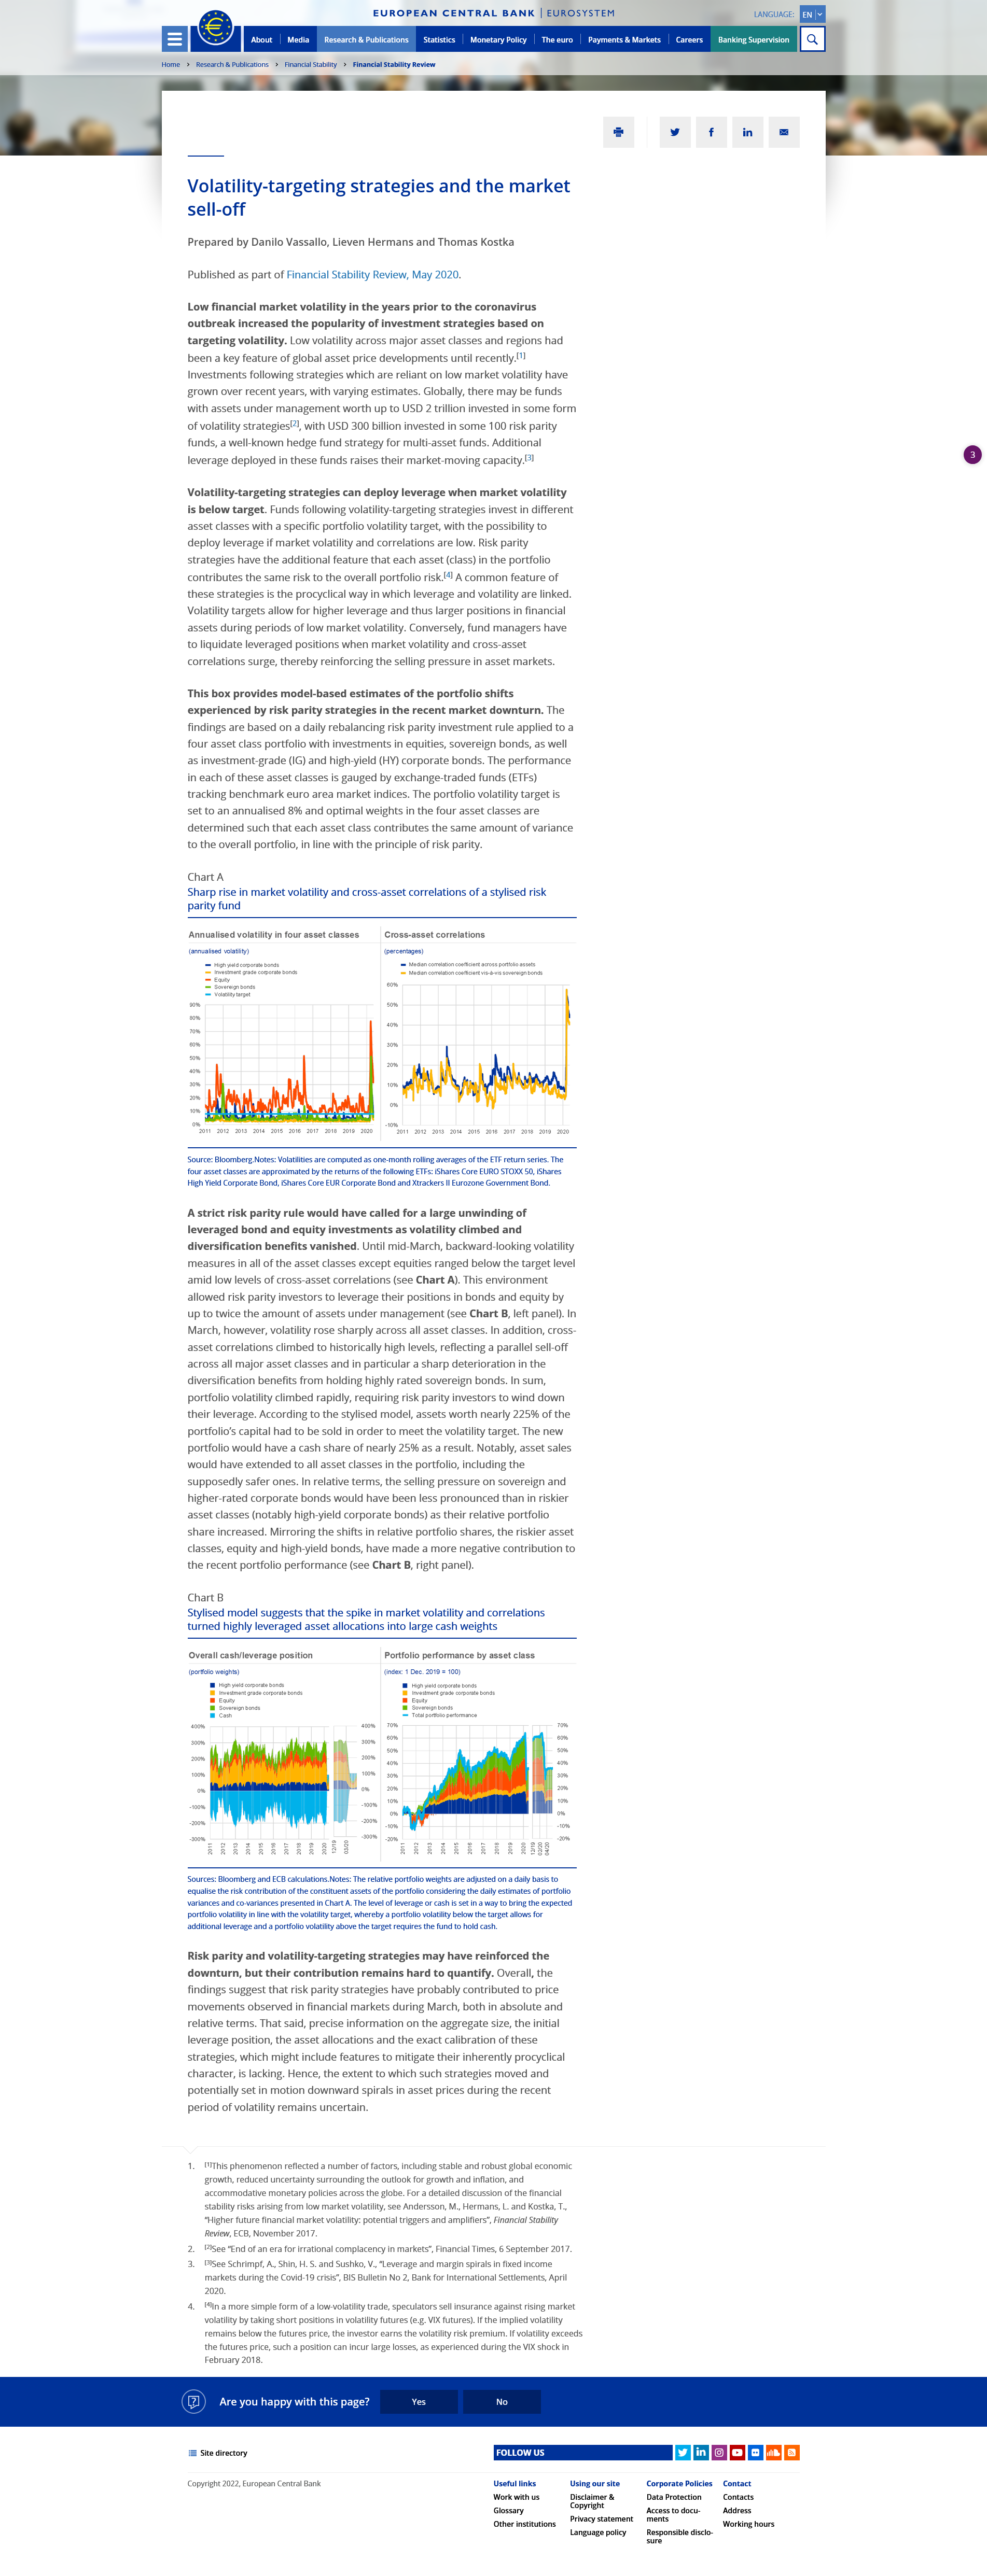 EUROPEAN CENTRAL BANK | EUROSYSTEM
LANGUAGE: EN
About
Media
Research & Publications
Statistics
Monetary Policy
The euro
Payments & Markets
Careers
Banking Supervision
Home › Research & Publications › Financial Stability › Financial Stability Review
Volatility-targeting strategies and the market
sell-off
Prepared by Danilo Vassallo, Lieven Hermans and Thomas Kostka
Published as part of Financial Stability Review, May 2020.
Low financial market volatility in the years prior to the coronavirus
outbreak increased the popularity of investment strategies based on
targeting volatility. Low volatility across major asset classes and regions had
been a key feature of global asset price developments until recently.[1]
Investments following strategies which are reliant on low market volatility have
grown over recent years, with varying estimates. Globally, there may be funds
with assets under management worth up to USD 2 trillion invested in some form
of volatility strategies[2], with USD 300 billion invested in some 100 risk parity
funds, a well-known hedge fund strategy for multi-asset funds. Additional
leverage deployed in these funds raises their market-moving capacity.[3]
3
Volatility-targeting strategies can deploy leverage when market volatility
is below target. Funds following volatility-targeting strategies invest in different
asset classes with a specific portfolio volatility target, with the possibility to
deploy leverage if market volatility and correlations are low. Risk parity
strategies have the additional feature that each asset (class) in the portfolio
contributes the same risk to the overall portfolio risk.[4] A common feature of
these strategies is the procyclical way in which leverage and volatility are linked.
Volatility targets allow for higher leverage and thus larger positions in financial
assets during periods of low market volatility. Conversely, fund managers have
to liquidate leveraged positions when market volatility and cross-asset
correlations surge, thereby reinforcing the selling pressure in asset markets.
This box provides model-based estimates of the portfolio shifts
experienced by risk parity strategies in the recent market downturn. The
findings are based on a daily rebalancing risk parity investment rule applied to a
four asset class portfolio with investments in equities, sovereign bonds, as well
as investment-grade (IG) and high-yield (HY) corporate bonds. The performance
in each of these asset classes is gauged by exchange-traded funds (ETFs)
tracking benchmark euro area market indices. The portfolio volatility target is
set to an annualised 8% and optimal weights in the four asset classes are
determined such that each asset class contributes the same amount of variance
to the overall portfolio, in line with the principle of risk parity.
Chart A
Sharp rise in market volatility and cross-asset correlations of a stylised risk
parity fund
Annualised volatility in four asset classes
(annualised volatility)
High yield corporate bonds
Investment grade corporate bonds
Equity
Sovereign bonds
Volatility target
90%
80%
70%
60%
50%
40%
30%
20%
10%
0%
2011 2012 2013 2014 2015 2016 2017 2018 2019 2020
Cross-asset correlations
(percentages)
Median correlation coefficient across portfolio assets
Median correlation coefficient vis-à-vis sovereign bonds
60%
50%
40%
30%
20%
10%
0%
-10%
2011 2012 2013 2014 2015 2016 2017 2018 2019 2020
Source: Bloomberg.Notes: Volatilities are computed as one-month rolling averages of the ETF return series. The
four asset classes are approximated by the returns of the following ETFs: iShares Core EURO STOXX 50, iShares
High Yield Corporate Bond, iShares Core EUR Corporate Bond and Xtrackers II Eurozone Government Bond.
A strict risk parity rule would have called for a large unwinding of
leveraged bond and equity investments as volatility climbed and
diversification benefits vanished. Until mid-March, backward-looking volatility
measures in all of the asset classes except equities ranged below the target level
amid low levels of cross-asset correlations (see Chart A). This environment
allowed risk parity investors to leverage their positions in bonds and equity by
up to twice the amount of assets under management (see Chart B, left panel). In
March, however, volatility rose sharply across all asset classes. In addition, cross-
asset correlations climbed to historically high levels, reflecting a parallel sell-off
across all major asset classes and in particular a sharp deterioration in the
diversification benefits from holding highly rated sovereign bonds. In sum,
portfolio volatility climbed rapidly, requiring risk parity investors to wind down
their leverage. According to the stylised model, assets worth nearly 225% of the
portfolio's capital had to be sold in order to meet the volatility target. The new
portfolio would have a cash share of nearly 25% as a result. Notably, asset sales
would have extended to all asset classes in the portfolio, including the
supposedly safer ones. In relative terms, the selling pressure on sovereign and
higher-rated corporate bonds would have been less pronounced than in riskier
asset classes (notably high-yield corporate bonds) as their relative portfolio
share increased. Mirroring the shifts in relative portfolio shares, the riskier asset
classes, equity and high-yield bonds, have made a more negative contribution to
the recent portfolio performance (see Chart B, right panel).
Chart B
Stylised model suggests that the spike in market volatility and correlations
turned highly leveraged asset allocations into large cash weights
Overall cash/leverage position
(portfolio weights)
High yield corporate bonds
Investment grade corporate bonds
Equity
Sovereign bonds
Cash
400% 400%
300% 300%
200% 200%
100% 100%
0% 0%
-100% -100%
-200% -200%
-300% -300%
2011 2012 2013 2014 2015 2016 2017 2018 2019 2020 12/19 03/20
Portfolio performance by asset class
(index: 1 Dec. 2019 = 100)
High yield corporate bonds
Investment grade corporate bonds
Equity
Sovereign bonds
Total portfolio performance
70% 70%
60% 60%
50% 50%
40% 40%
30% 30%
20% 20%
10% 10%
0% 0%
-10% -10%
-20% -20%
2011 2012 2013 2014 2015 2016 2017 2018 2019 2020 12/19 02/20 04/20
Sources: Bloomberg and ECB calculations.Notes: The relative portfolio weights are adjusted on a daily basis to
equalise the risk contribution of the constituent assets of the portfolio considering the daily estimates of portfolio
variances and co-variances presented in Chart A. The level of leverage or cash is set in a way to bring the expected
portfolio volatility in line with the volatility target, whereby a portfolio volatility below the target allows for
additional leverage and a portfolio volatility above the target requires the fund to hold cash.
Risk parity and volatility-targeting strategies may have reinforced the
downturn, but their contribution remains hard to quantify. Overall, the
findings suggest that risk parity strategies have probably contributed to price
movements observed in financial markets during March, both in absolute and
relative terms. That said, precise information on the aggregate size, the initial
leverage position, the asset allocations and the exact calibration of these
strategies, which might include features to mitigate their inherently procyclical
character, is lacking. Hence, the extent to which such strategies moved and
potentially set in motion downward spirals in asset prices during the recent
period of volatility remains uncertain.
1. [1]This phenomenon reflected a number of factors, including stable and robust global economic
growth, reduced uncertainty surrounding the outlook for growth and inflation, and
accommodative monetary policies across the globe. For a detailed discussion of the financial
stability risks arising from low market volatility, see Andersson, M., Hermans, L. and Kostka, T.,
"Higher future financial market volatility: potential triggers and amplifiers", Financial Stability
Review, ECB, November 2017.
2. [2]See "End of an era for irrational complacency in markets", Financial Times, 6 September 2017.
3. [3]See Schrimpf, A., Shin, H. S. and Sushko, V., "Leverage and margin spirals in fixed income
markets during the Covid-19 crisis", BIS Bulletin No 2, Bank for International Settlements, April
2020.
4. [4]In a more simple form of a low-volatility trade, speculators sell insurance against rising market
volatility by taking short positions in volatility futures (e.g. VIX futures). If the implied volatility
remains below the futures price, the investor earns the volatility risk premium. If volatility exceeds
the futures price, such a position can incur large losses, as experienced during the VIX shock in
February 2018.
Are you happy with this page? Yes No
Site directory
FOLLOW US
Copyright 2022, European Central Bank
Useful links
Work with us
Glossary
Other institutions
Using our site
Disclaimer &
Copyright
Privacy statement
Language policy
Corporate Policies
Data Protection
Access to docu-
ments
Responsible disclo-
sure
Contact
Contacts
Address
Working hours